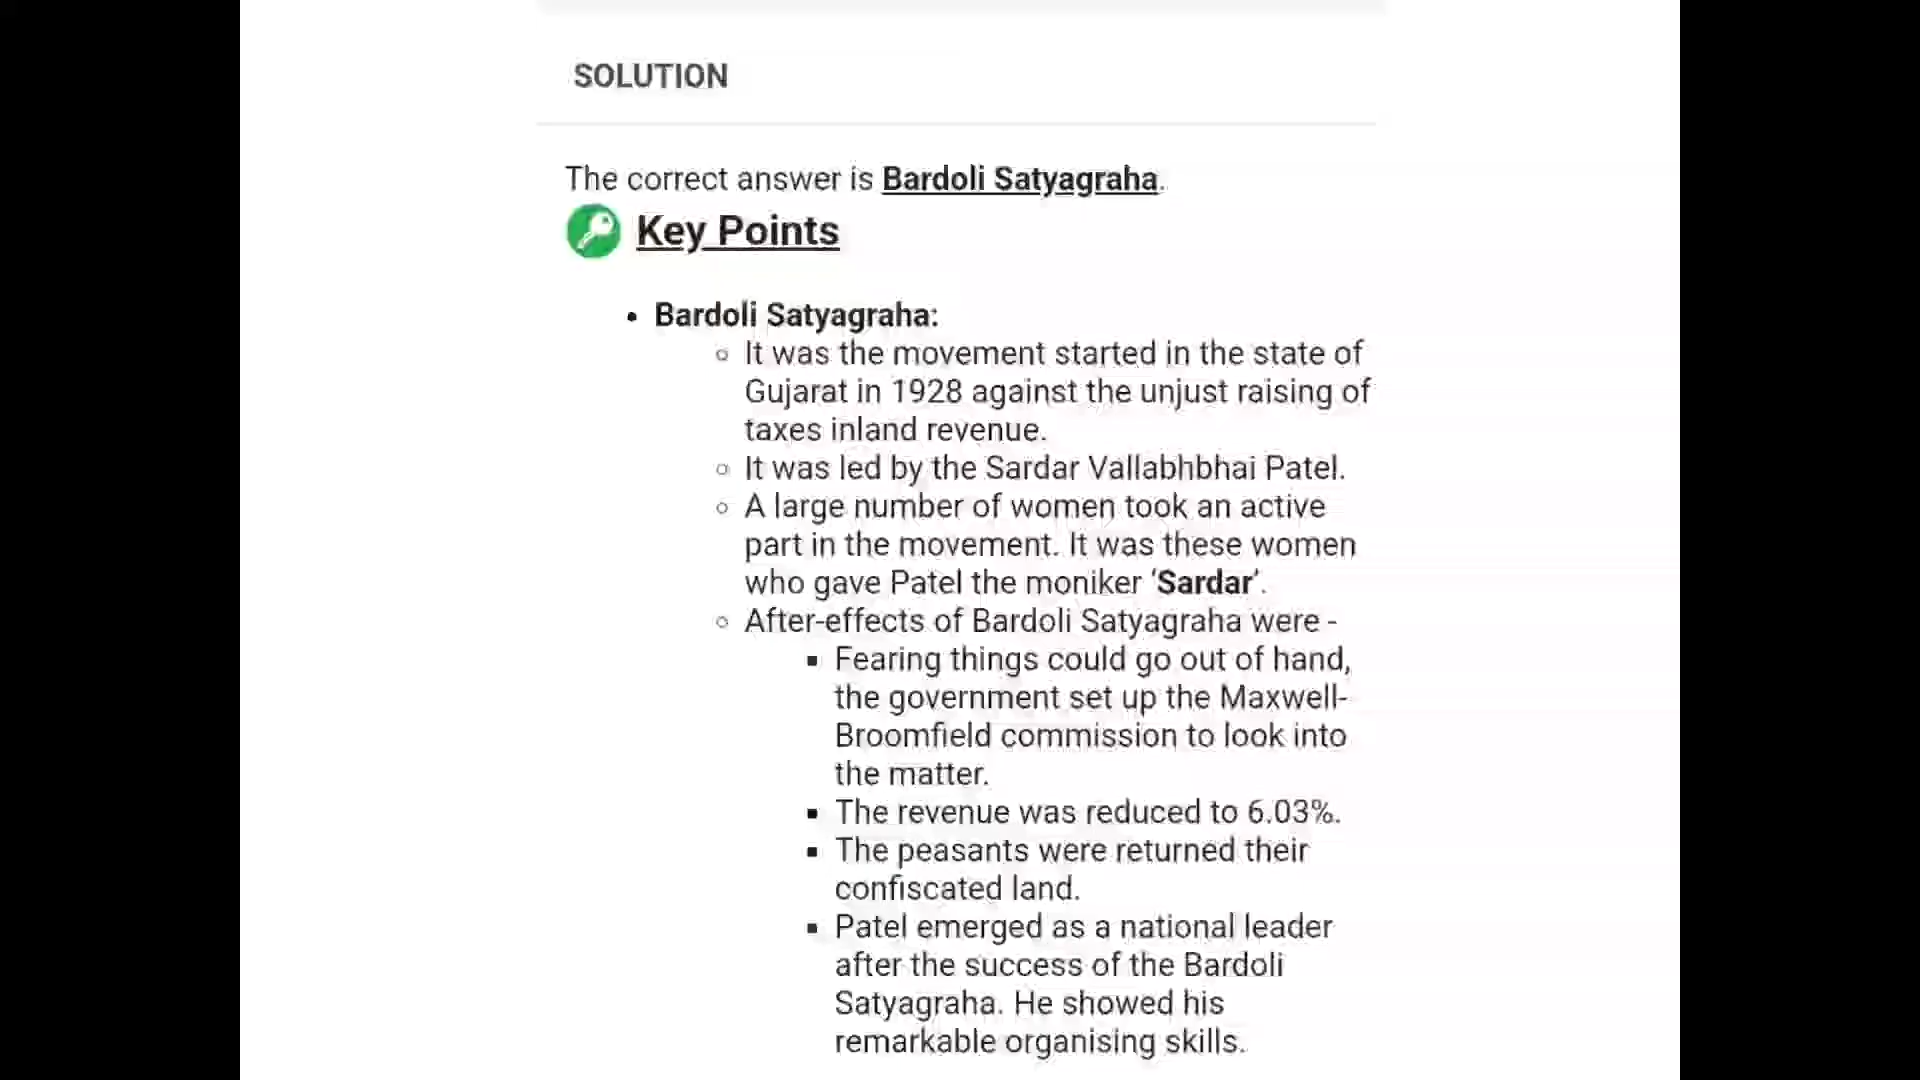 SOLUTION
The correct answer is Bardoli Satyagraha.
Key Points
• Bardoli Satyagraha:
○ It was the movement started in the state of
Gujarat in 1928 against the unjust raising of
taxes inland revenue.
○ It was led by the Sardar Vallabhbhai Patel.
○ A large number of women took an active
part in the movement. It was these women
who gave Patel the moniker ‘Sardar’.
○ After-effects of Bardoli Satyagraha were -
▪ Fearing things could go out of hand,
the government set up the Maxwell-
Broomfield commission to look into
the matter.
▪ The revenue was reduced to 6.03%.
▪ The peasants were returned their
confiscated land.
▪ Patel emerged as a national leader
after the success of the Bardoli
Satyagraha. He showed his
remarkable organising skills.